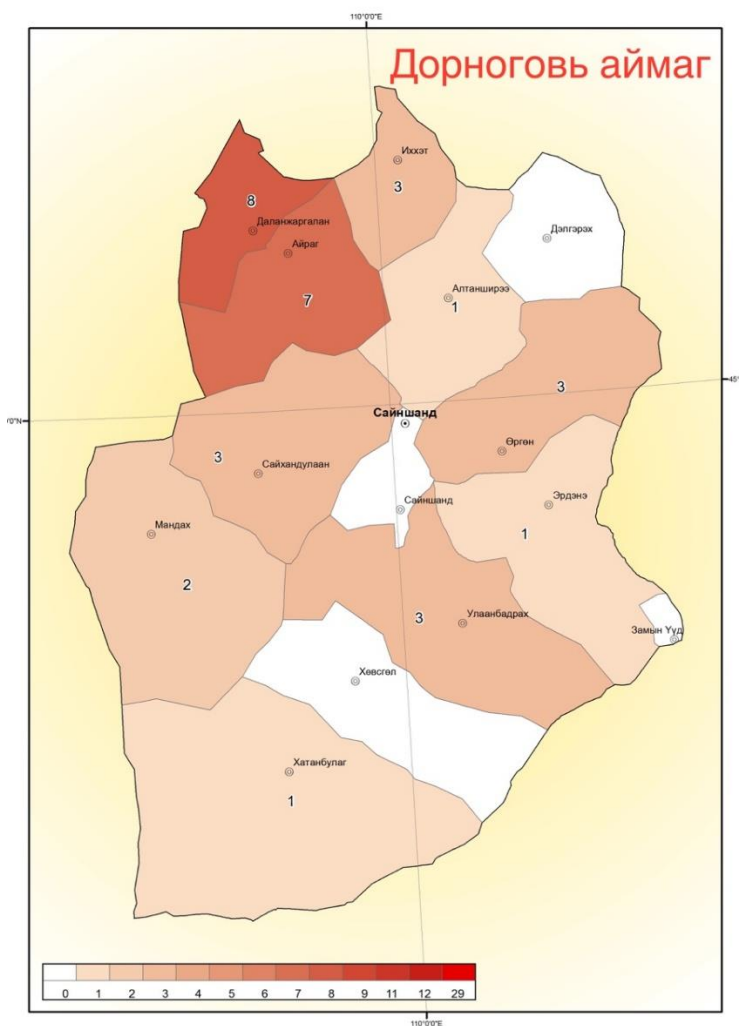 110°0'0"E
Дорноговь аймаг
Иххэт
3
8
Даланжаргалан
Дэлгэрэх
Айраг
7
Алтанширээ
1
45°
3
°0'N
Сайншанд
Өргөн
3
Сайхандулаан
Сайншанд
Эрдэнэ
Мандах
1
2
3
Улаанбадрах
Замын Үүд
Хөвсгөл
Хатанбулаг
1
0 1 2 3 4 5 6 7 8 9 11 12 29
110°0'0"E